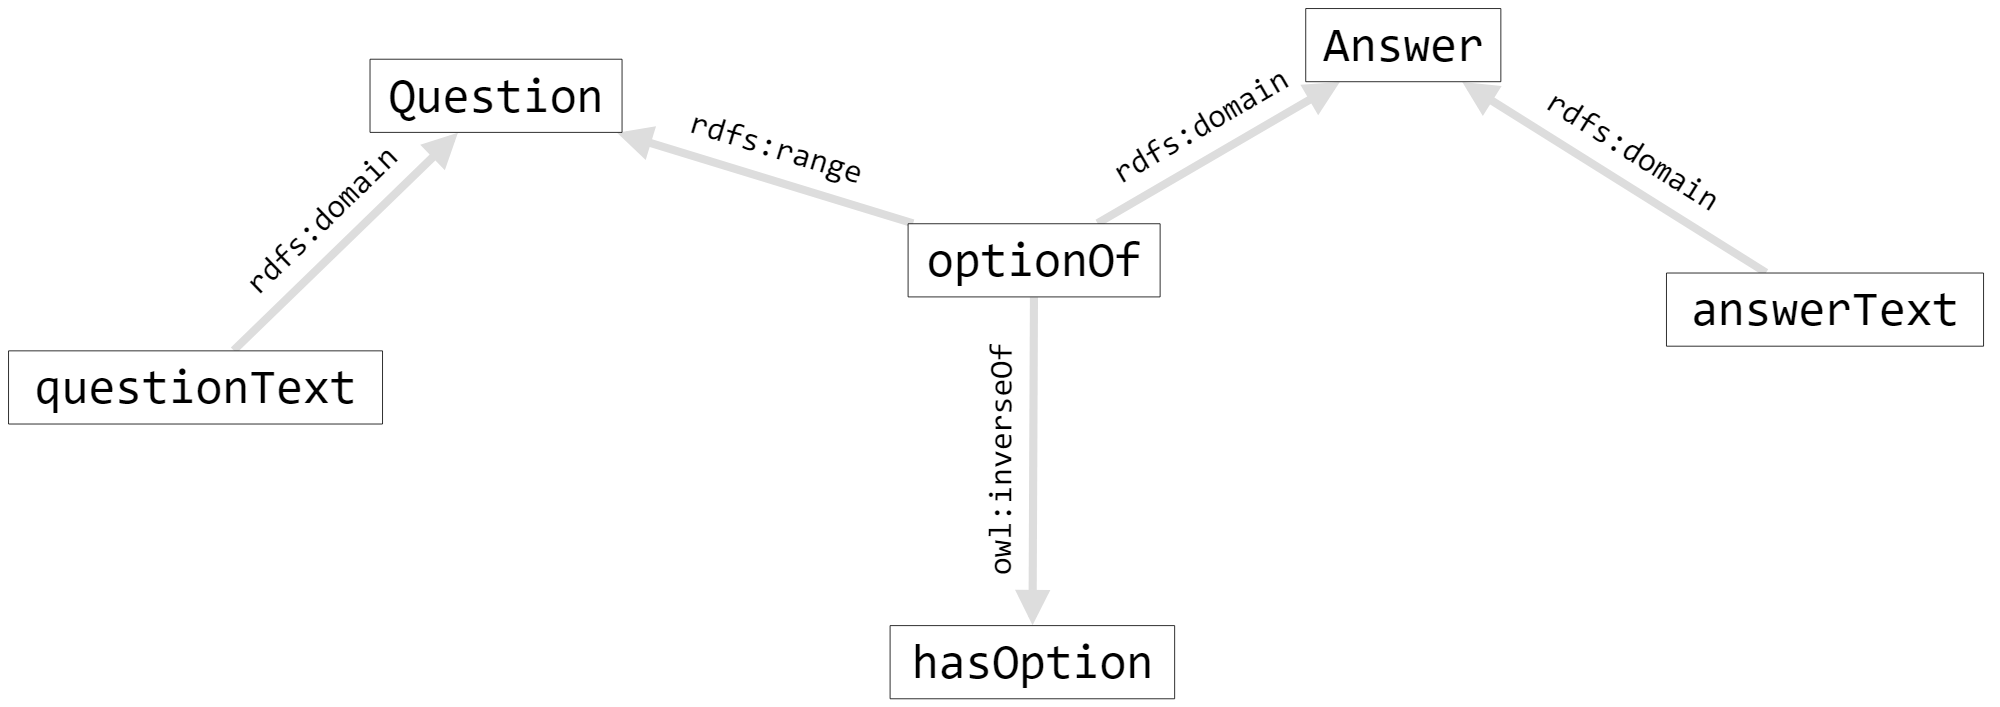 Answer
Question
rdfs:domain
rdfs:range
rdfs:domain
rdfs:domain
optionOf
answerText
questionText
owl:inverseOf
hasOption